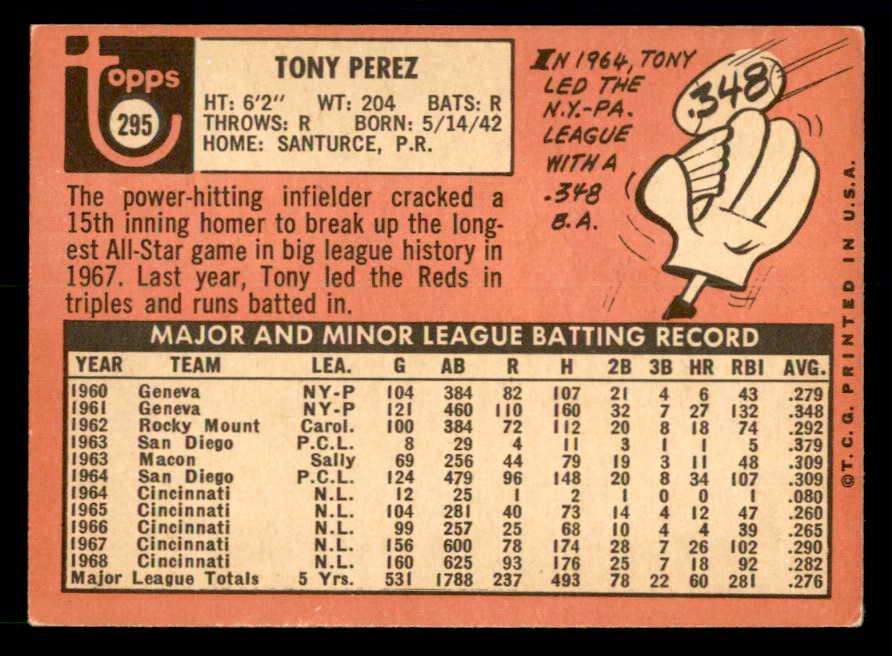 topps
295
TONY PEREZ
HT: 6'2" WT: 204 BATS: R
THROWS: R BORN: 5/14/42
HOME: SANTURCE, P.R.
IN 1964, TONY
LED THE
N.Y.-PA.
LEAGUE
WITH A
.348
B.A.
.348
The power-hitting infielder cracked a
15th inning homer to break up the long-
est All-Star game in big league history in
1967. Last year, Tony led the Reds in
triples and runs batted in.
MAJOR AND MINOR LEAGUE BATTING RECORD
YEAR TEAM LEA. G AB R H 2B 3B HR RBI AVG.
1960 Geneva NY-P 104 384 82 107 21 4 6 43 .279
1961 Geneva NY-P 121 460 110 160 32 7 27 132 .348
1962 Rocky Mount Carol. 100 384 72 112 20 8 18 74 .292
1963 San Diego P.C.L. 8 29 4 11 3 1 1 5 .379
1963 Macon Sally 69 256 44 79 19 3 11 48 .309
1964 San Diego P.C.L. 124 479 96 148 20 8 34 107 .309
1964 Cincinnati N.L. 12 25 1 2 1 0 0 1 .080
1965 Cincinnati N.L. 104 281 40 73 14 4 12 47 .260
1966 Cincinnati N.L. 99 257 25 68 10 4 4 39 .265
1967 Cincinnati N.L. 156 600 78 174 28 7 26 102 .290
1968 Cincinnati N.L. 160 625 93 176 25 7 18 92 .282
Major League Totals 5 Yrs. 531 1788 237 493 78 22 60 281 .276
©T.C.G. PRINTED IN U.S.A.